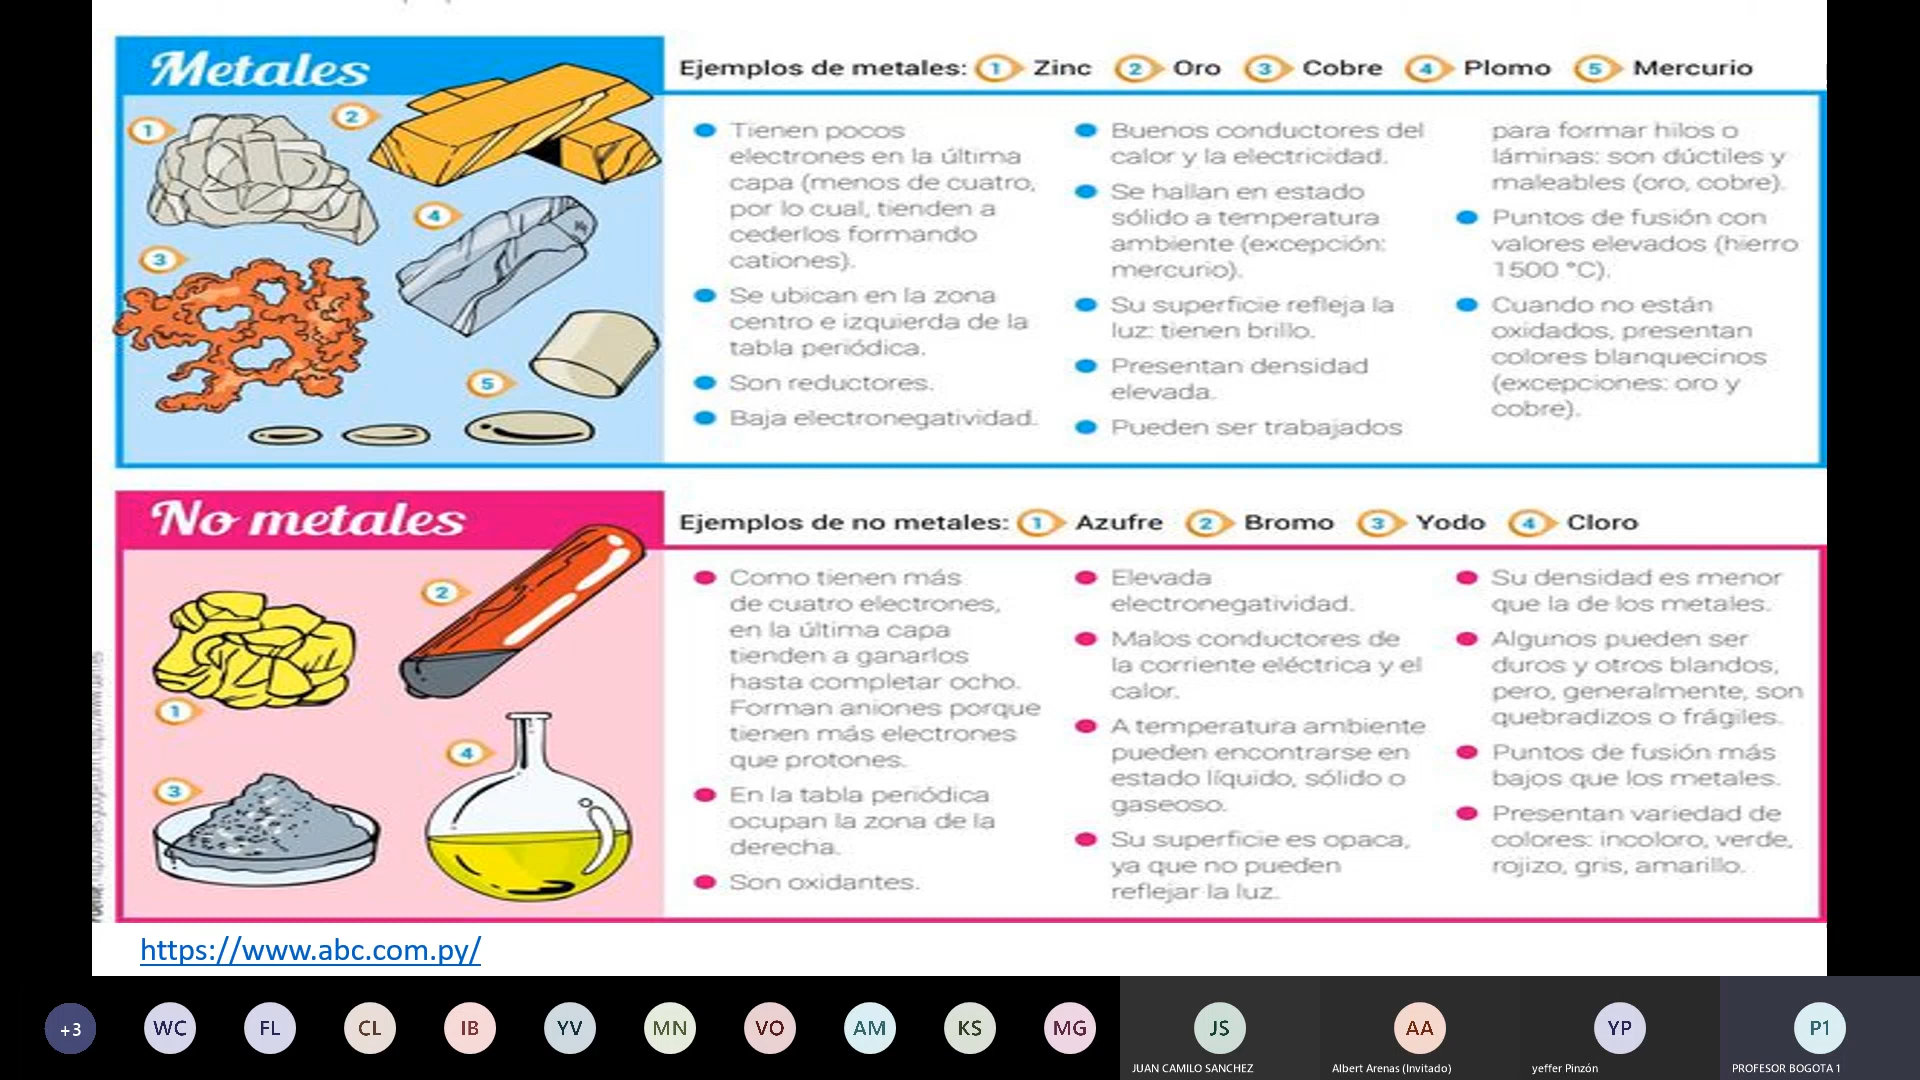 Metales
Ejemplos de metales: 1 Zinc 2 Oro 3 Cobre 4 Plomo 5 Mercurio
1
2
3
4
5
Tienen pocos
electrones en la última
capa (menos de cuatro,
por lo cual, tienden a
cederlos formando
cationes).
Se ubican en la zona
centro e izquierda de la
tabla periódica.
Son reductores.
Baja electronegatividad.
Buenos conductores del
calor y la electricidad.
Se hallan en estado
sólido a temperatura
ambiente (excepción:
mercurio).
Su superficie refleja la
luz: tienen brillo.
Presentan densidad
elevada.
Pueden ser trabajados
para formar hilos o
láminas: son dúctiles y
maleables (oro, cobre).
Puntos de fusión con
valores elevados (hierro
1500 °C).
Cuando no están
oxidados, presentan
colores blanquecinos
(excepciones: oro y
cobre).
No metales
Ejemplos de no metales: 1 Azufre 2 Bromo 3 Yodo 4 Cloro
2
1
4
3
Como tienen más
de cuatro electrones,
en la última capa
tienden a ganarlos
hasta completar ocho.
Forman aniones porque
tienen más electrones
que protones.
En la tabla periódica
ocupan la zona de la
derecha.
Son oxidantes.
Elevada
electronegatividad.
Malos conductores de
la corriente eléctrica y el
calor.
A temperatura ambiente
pueden encontrarse en
estado líquido, sólido o
gaseoso.
Su superficie es opaca,
ya que no pueden
reflejar la luz.
Su densidad es menor
que la de los metales.
Algunos pueden ser
duros y otros blandos,
pero, generalmente, son
quebradizos o frágiles.
Puntos de fusión más
bajos que los metales.
Presentan variedad de
colores: incoloro, verde,
rojizo, gris, amarillo.
https://www.abc.com.py/
+3 WC FL CL IB YV MN VO AM KS MG JS AA YP P1
JUAN CAMILO SANCHEZ Albert Arenas (Invitado) yeffer Pinzón PROFESOR BOGOTA 1